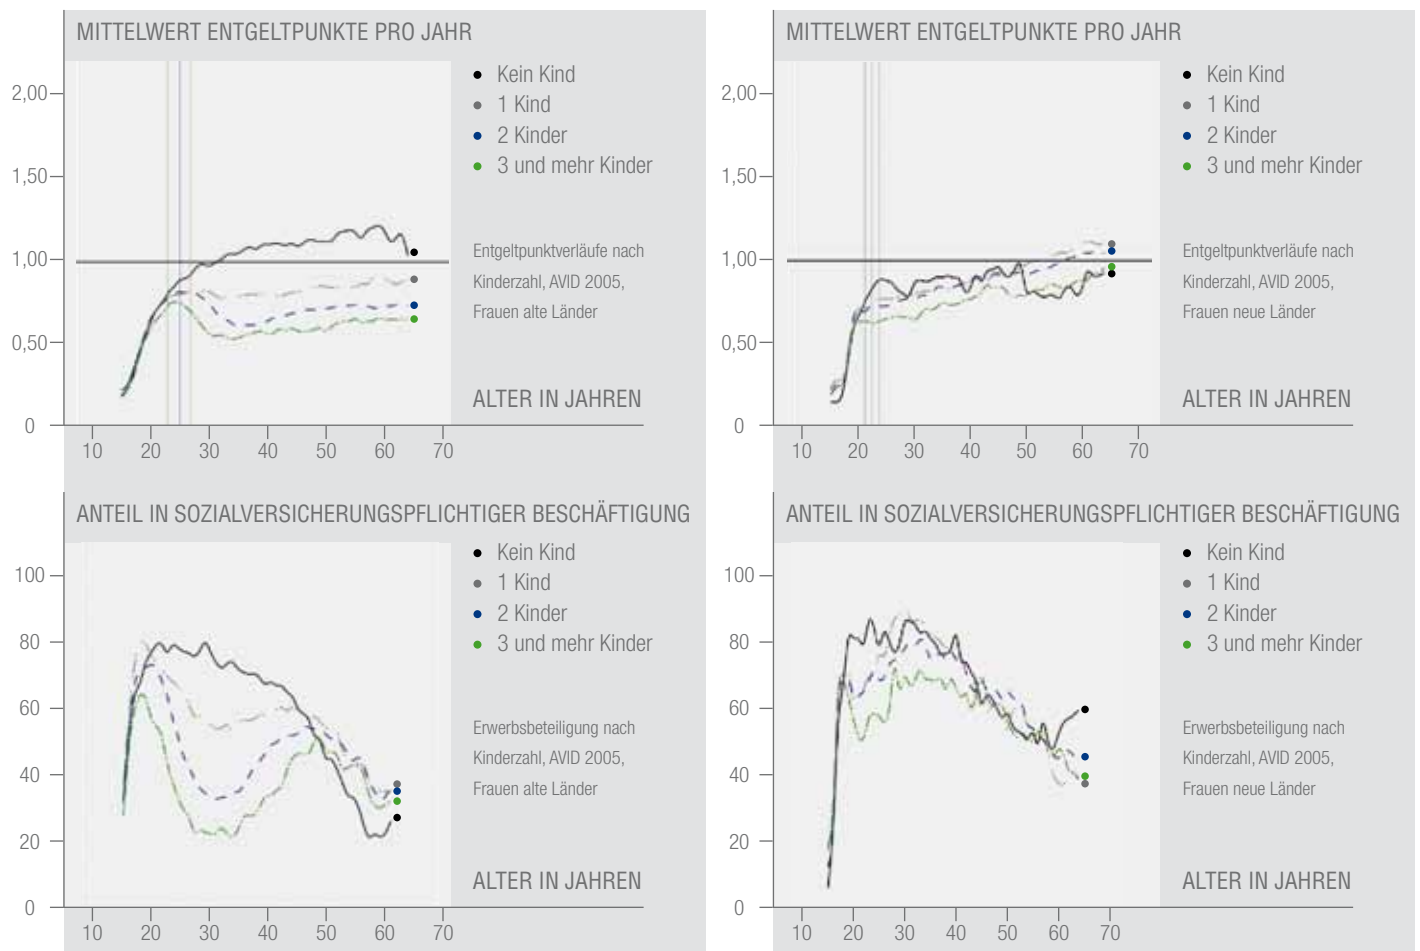 MITTELWERT ENTGELTPUNKTE PRO JAHR
2,00
1,50
1,00
0,50
0
10 20 30 40 50 60 70
Kein Kind
1 Kind
2 Kinder
3 und mehr Kinder
Entgeltpunktverläufe nach
Kinderzahl, AVID 2005,
Frauen alte Länder
ALTER IN JAHREN
MITTELWERT ENTGELTPUNKTE PRO JAHR
2,00
1,50
1,00
0,50
0
10 20 30 40 50 60 70
Kein Kind
1 Kind
2 Kinder
3 und mehr Kinder
Entgeltpunktverläufe nach
Kinderzahl, AVID 2005,
Frauen neue Länder
ALTER IN JAHREN
ANTEIL IN SOZIALVERSICHERUNGSPFLICHTIGER BESCHÄFTIGUNG
100
80
60
40
20
0
10 20 30 40 50 60 70
Kein Kind
1 Kind
2 Kinder
3 und mehr Kinder
Erwerbsbeteiligung nach
Kinderzahl, AVID 2005,
Frauen alte Länder
ALTER IN JAHREN
ANTEIL IN SOZIALVERSICHERUNGSPFLICHTIGER BESCHÄFTIGUNG
100
80
60
40
20
0
10 20 30 40 50 60 70
Kein Kind
1 Kind
2 Kinder
3 und mehr Kinder
Erwerbsbeteiligung nach
Kinderzahl, AVID 2005,
Frauen neue Länder
ALTER IN JAHREN